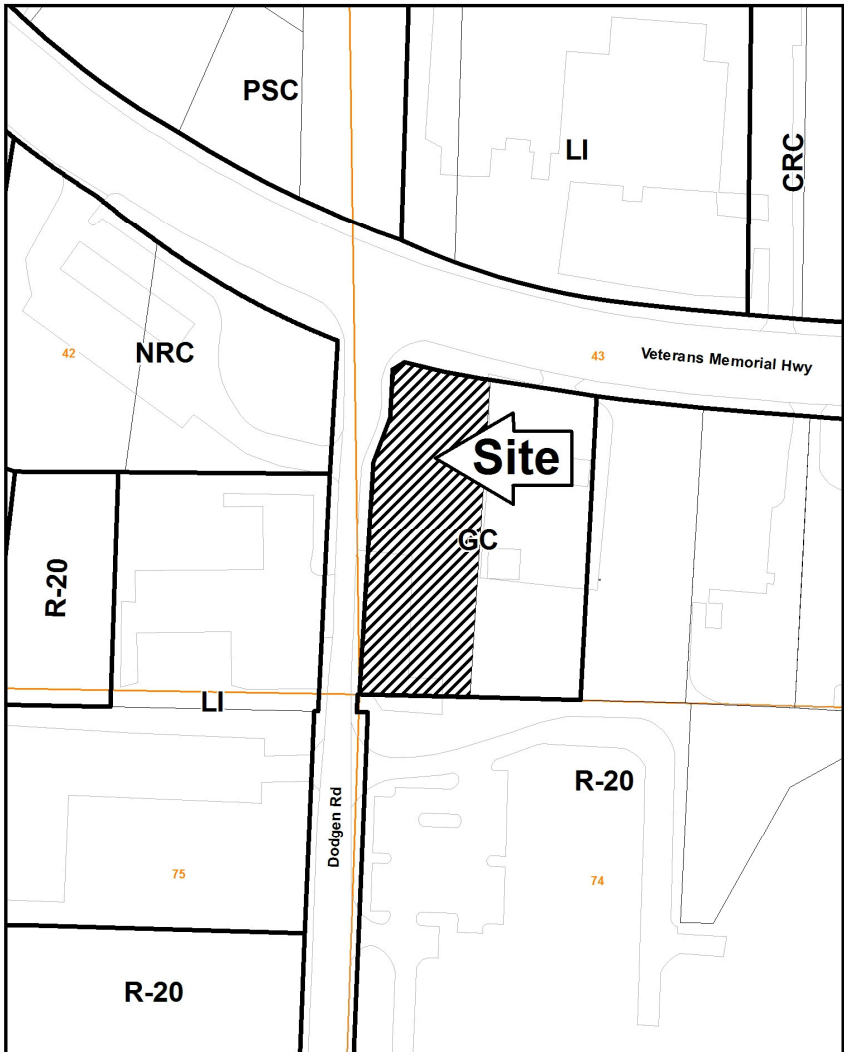 PSC
LI
CRC
42
NRC
43
Veterans Memorial Hwy
Site
GC
R-20
LI
R-20
Dodgen Rd
75
74
R-20